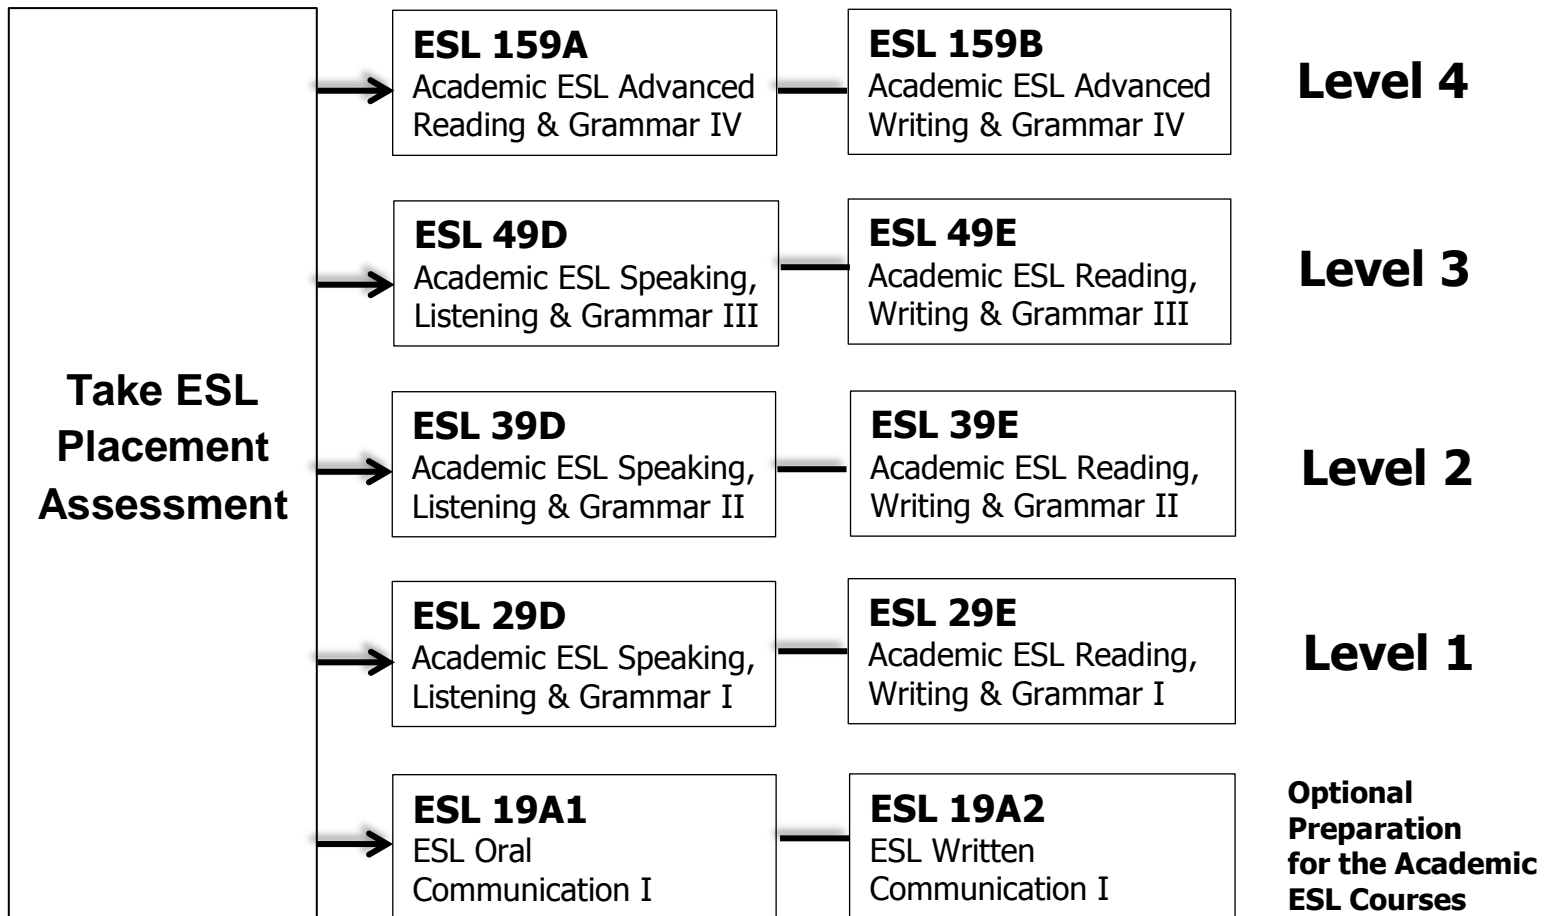 Take ESL
Placement
Assessment
ESL 159A
Academic ESL Advanced
Reading & Grammar IV
ESL 159B
Academic ESL Advanced
Writing & Grammar IV
Level 4
ESL 49D
Academic ESL Speaking,
Listening & Grammar III
ESL 49E
Academic ESL Reading,
Writing & Grammar III
Level 3
ESL 39D
Academic ESL Speaking,
Listening & Grammar II
ESL 39E
Academic ESL Reading,
Writing & Grammar II
Level 2
ESL 29D
Academic ESL Speaking,
Listening & Grammar I
ESL 29E
Academic ESL Reading,
Writing & Grammar I
Level 1
ESL 19A1
ESL Oral
Communication I
ESL 19A2
ESL Written
Communication I
Optional
Preparation
for the Academic
ESL Courses